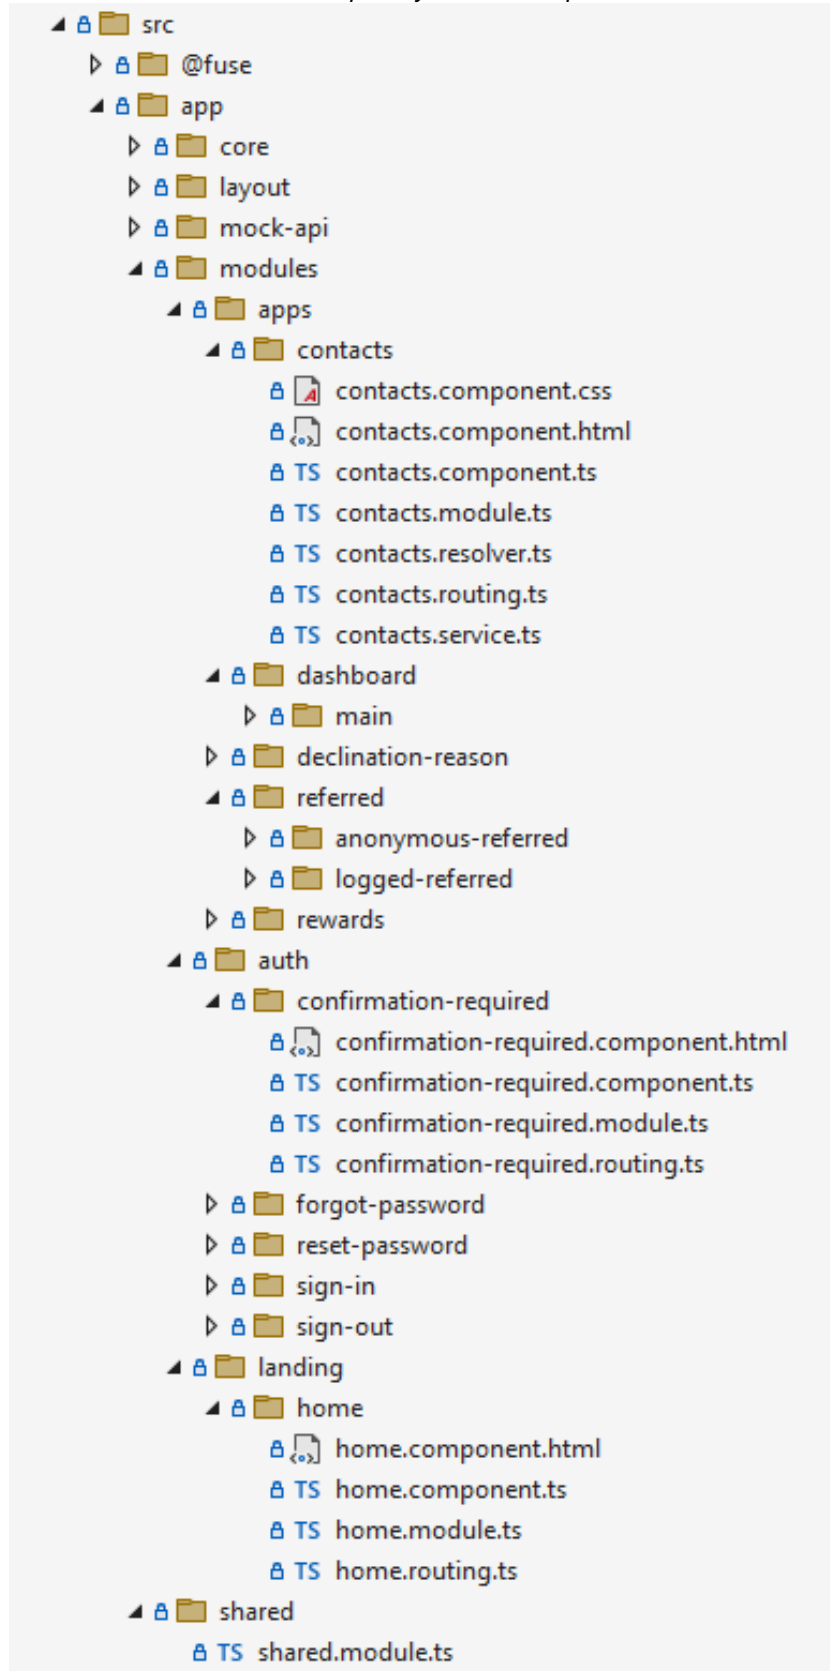 src
@fuse
app
core
layout
mock-api
modules
apps
contacts
contacts.component.css
contacts.component.html
TS contacts.component.ts
TS contacts.module.ts
TS contacts.resolver.ts
TS contacts.routing.ts
TS contacts.service.ts
dashboard
main
declination-reason
referred
anonymous-referred
logged-referred
rewards
auth
confirmation-required
confirmation-required.component.html
TS confirmation-required.component.ts
TS confirmation-required.module.ts
TS confirmation-required.routing.ts
forgot-password
reset-password
sign-in
sign-out
landing
home
home.component.html
TS home.component.ts
TS home.module.ts
TS home.routing.ts
shared
TS shared.module.ts